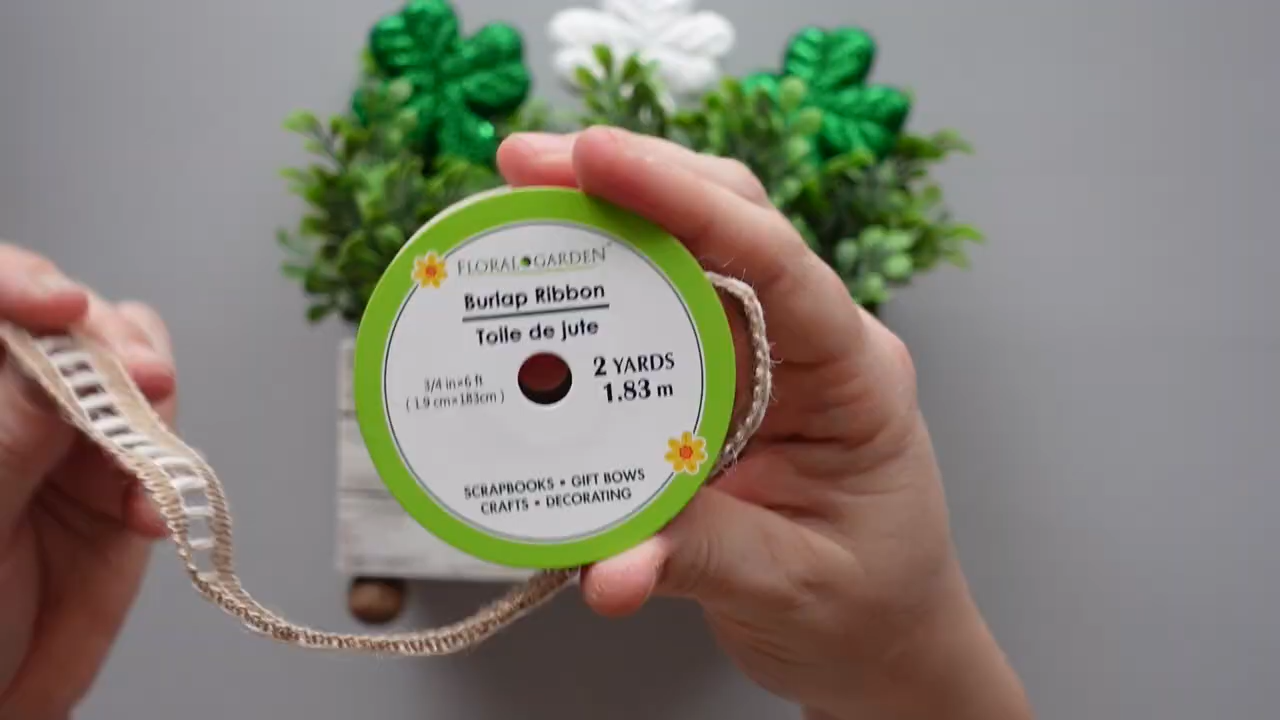 FLORAL GARDEN®
Burlap Ribbon
Toile de jute
3/4 in×6 ft
(1.9 cm×183cm)
2 YARDS
1.83 m
SCRAPBOOKS • GIFT BOWS
CRAFTS • DECORATING